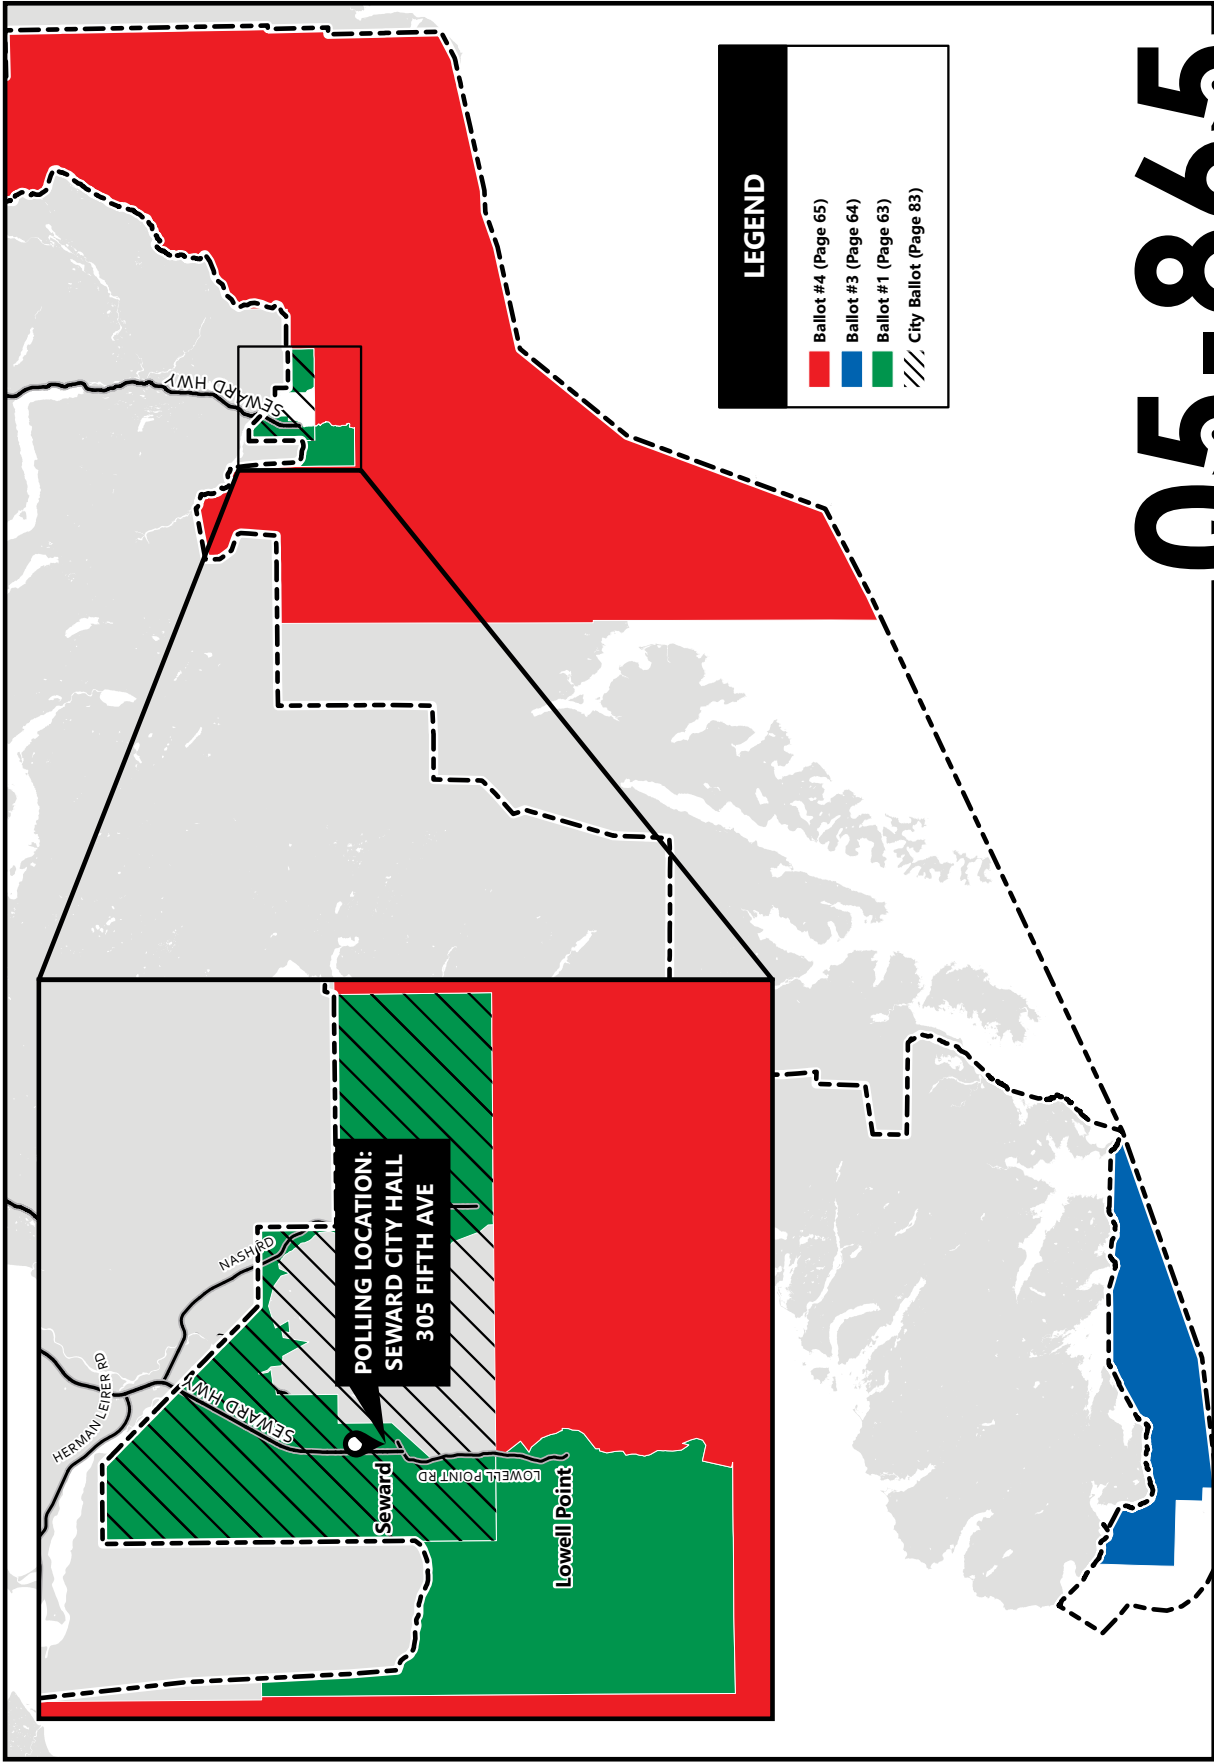 05-865
LEGEND
Ballot #4 (Page 65)
Ballot #3 (Page 64)
Ballot #1 (Page 63)
City Ballot (Page 83)
SEWARD HWY
POLLING LOCATION:
SEWARD CITY HALL
305 FIFTH AVE
NASH RD
HERMAN LEIRER RD
SEWARD HWY
Seward
LOWELL POINT RD
Lowell Point